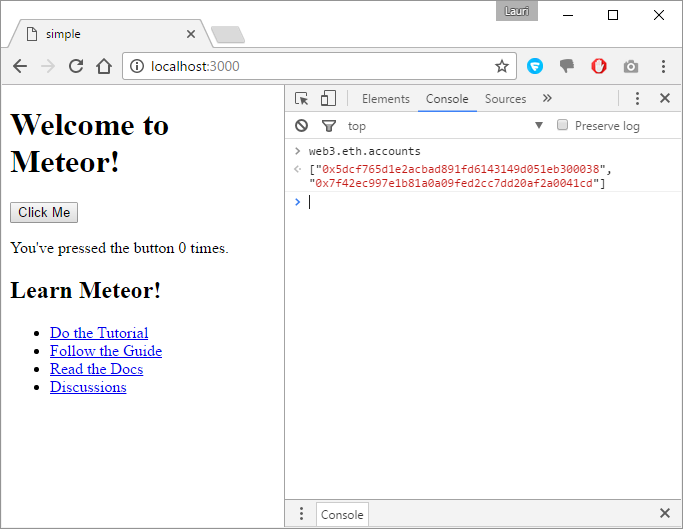 Lauri
simple
localhost:3000
Welcome to
Meteor!
Click Me
You've pressed the button 0 times.
Learn Meteor!
Do the Tutorial
Follow the Guide
Read the Docs
Discussions
Elements Console Sources
top Preserve log
web3.eth.accounts
["0x5dcf765d1e2acbad891fd6143149d051eb300038",
"0x7f42ec997e1b81a0a09fed2cc7dd20af2a0041cd"]
Console